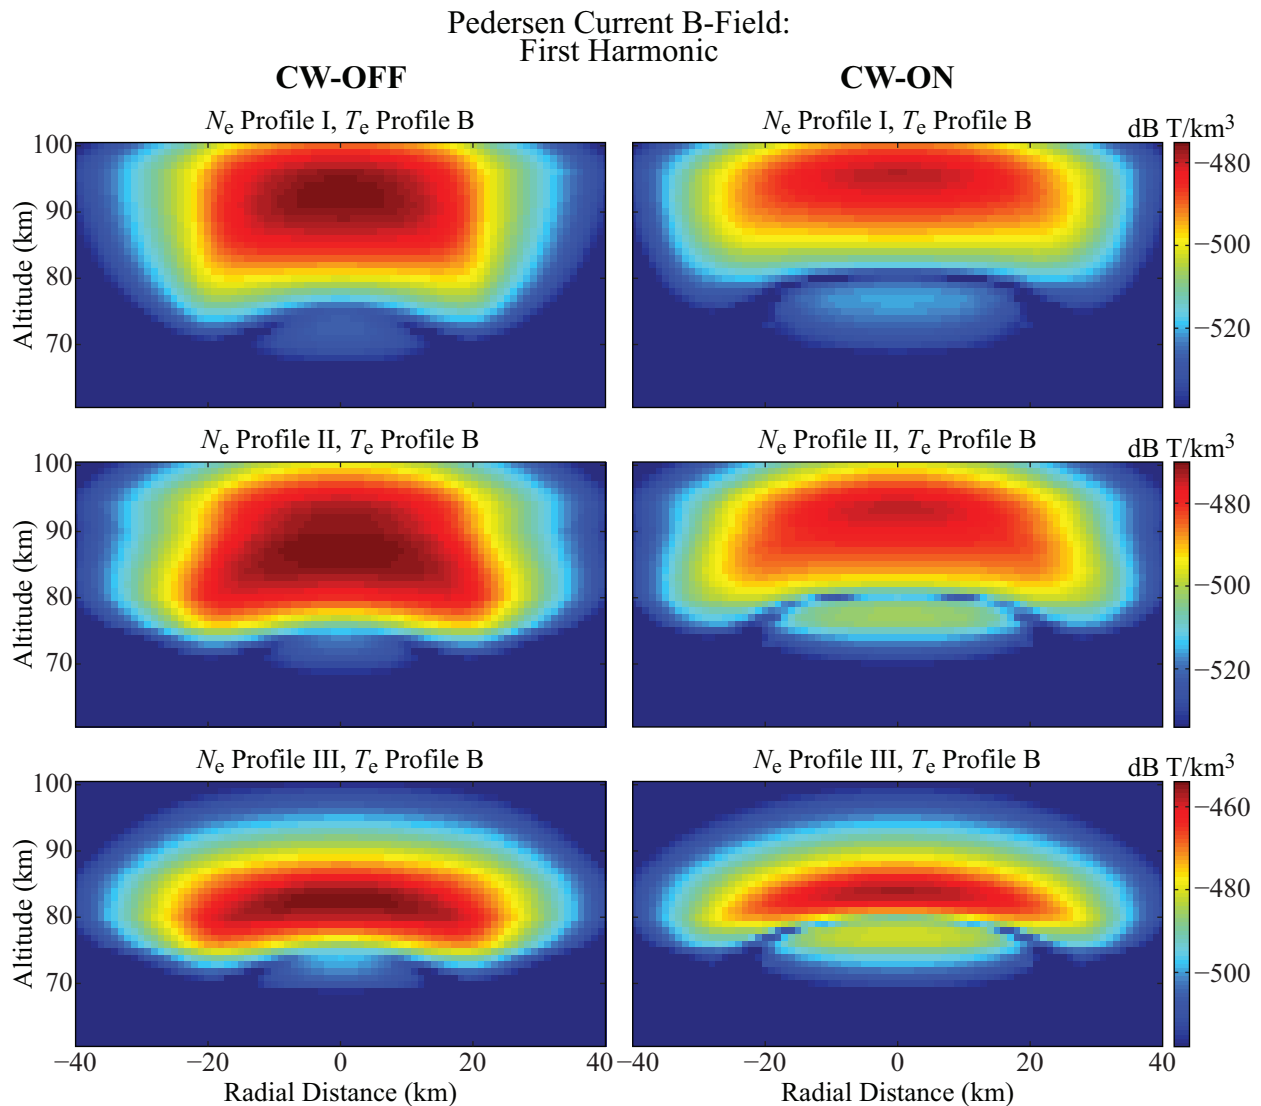 Pedersen Current B-Field:
First Harmonic
CW-OFF CW-ON
Ne Profile I, Te Profile B Ne Profile I, Te Profile B dB T/km³
100
90
80
70
Altitude (km)
−480
−500
−520
Ne Profile II, Te Profile B Ne Profile II, Te Profile B dB T/km³
100
90
80
70
Altitude (km)
−480
−500
−520
Ne Profile III, Te Profile B Ne Profile III, Te Profile B dB T/km³
100
90
80
70
Altitude (km)
−460
−480
−500
−40 −20 0 20 40 −40 −20 0 20 40
Radial Distance (km) Radial Distance (km)